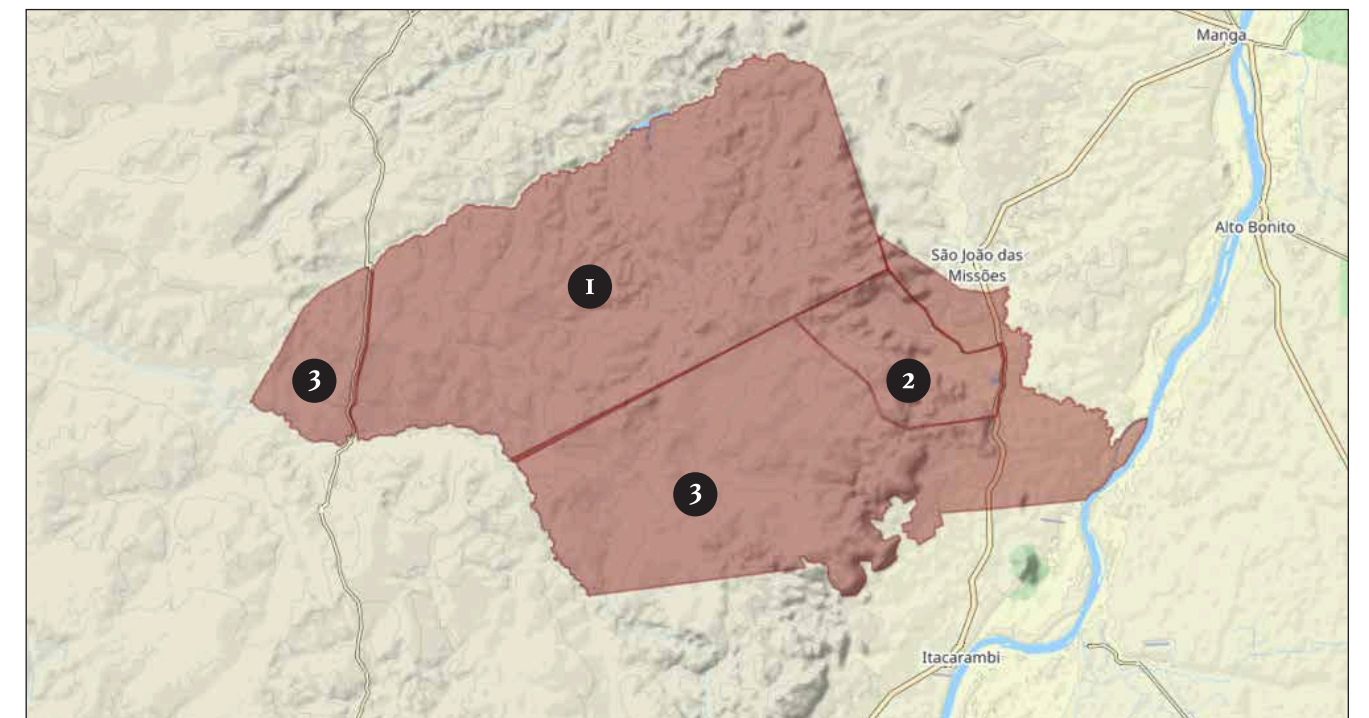 Manga
Alto Bonito
São João das
Missões
1
3
2
3
Itacarambi